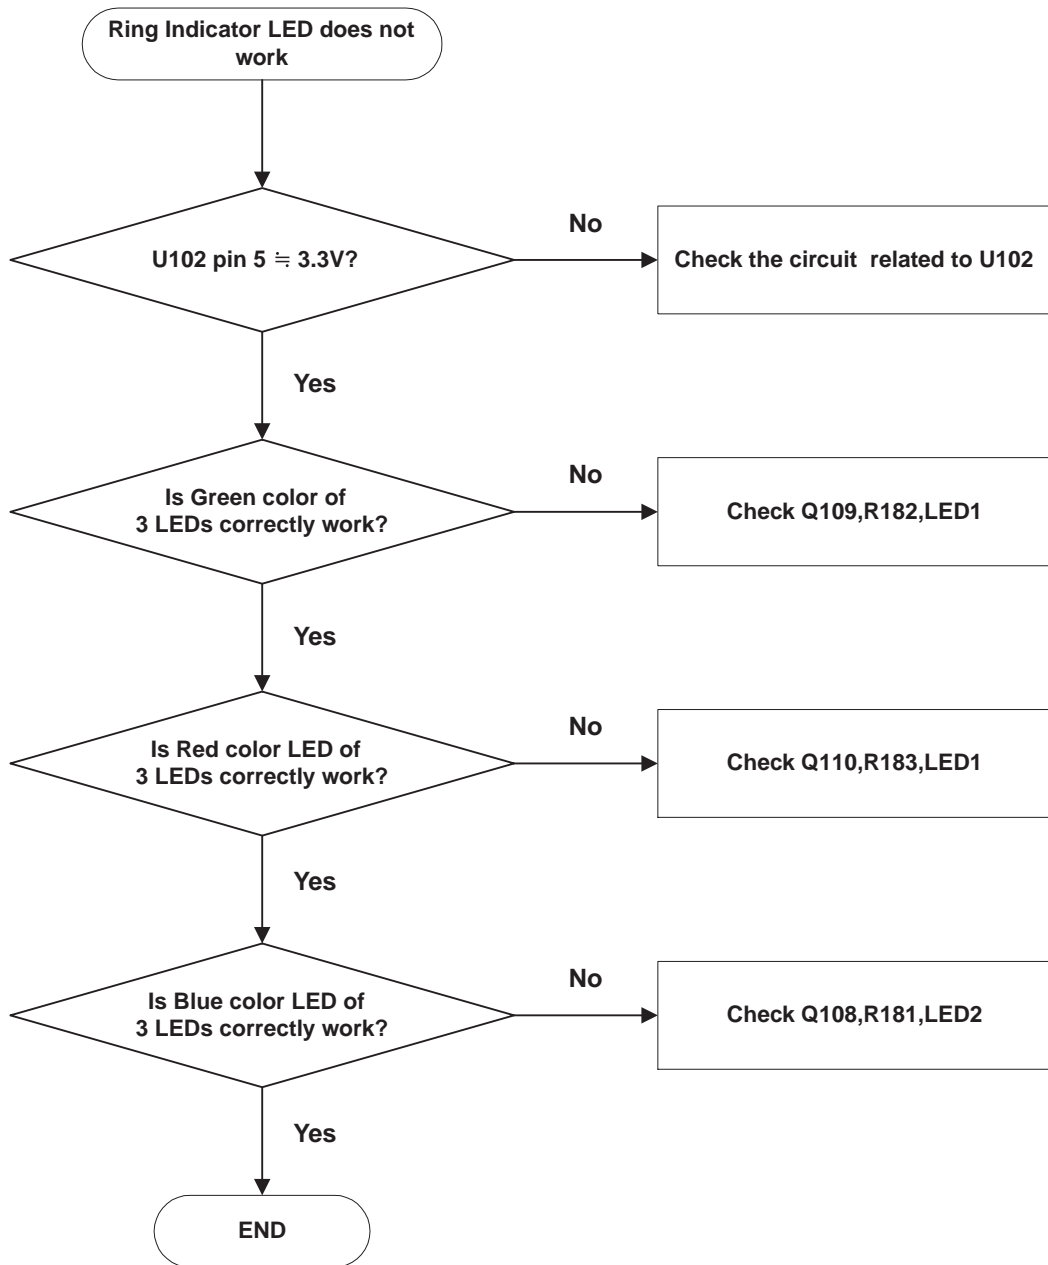 Ring Indicator LED does not
work
U102 pin 5 ≒ 3.3V?
No
Check the circuit  related to U102
Yes
Is Green color of
3 LEDs correctly work?
No
Check Q109,R182,LED1
Yes
Is Red color LED of
3 LEDs correctly work?
No
Check Q110,R183,LED1
Yes
Is Blue color LED of
3 LEDs correctly work?
No
Check Q108,R181,LED2
Yes
END